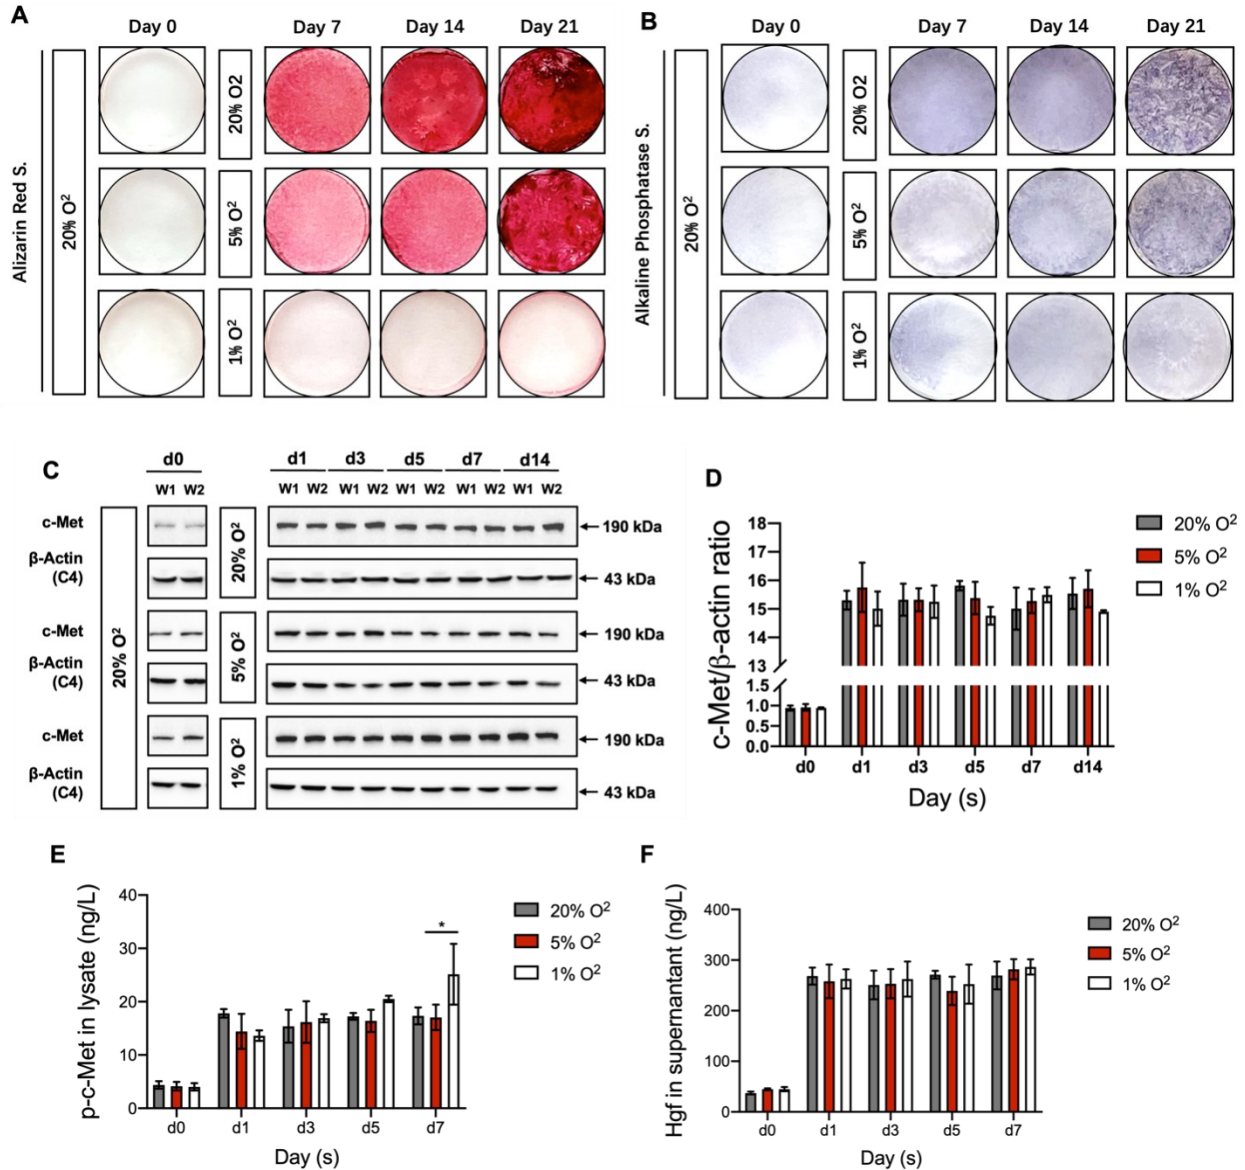 A
Day 0 Day 7 Day 14 Day 21
Alizarin Red S.
20% O²
20% O2
5% O²
1% O²
B
Day 0 Day 7 Day 14 Day 21
Alkaline Phosphatase S.
20% O²
20% O2
5% O²
1% O²
C
d0 d1 d3 d5 d7 d14
W1 W2 W1 W2 W1 W2 W1 W2 W1 W2 W1 W2
20% O²
c-Met 20% O² 190 kDa
β-Actin
(C4) 43 kDa
c-Met 5% O² 190 kDa
β-Actin
(C4) 43 kDa
c-Met 1% O² 190 kDa
β-Actin
(C4) 43 kDa
D
c-Met/β-actin ratio
18
17
16
15
14
13
1.5
1.0
0.5
0.0
d0 d1 d3 d5 d7 d14
Day (s)
20% O²
5% O²
1% O²
E
p-c-Met in lysate (ng/L)
40
30
20
10
0
*
d0 d1 d3 d5 d7
Day (s)
20% O²
5% O²
1% O²
F
Hgf in supernantant (ng/L)
400
300
200
100
0
d0 d1 d3 d5 d7
Day (s)
20% O²
5% O²
1% O²